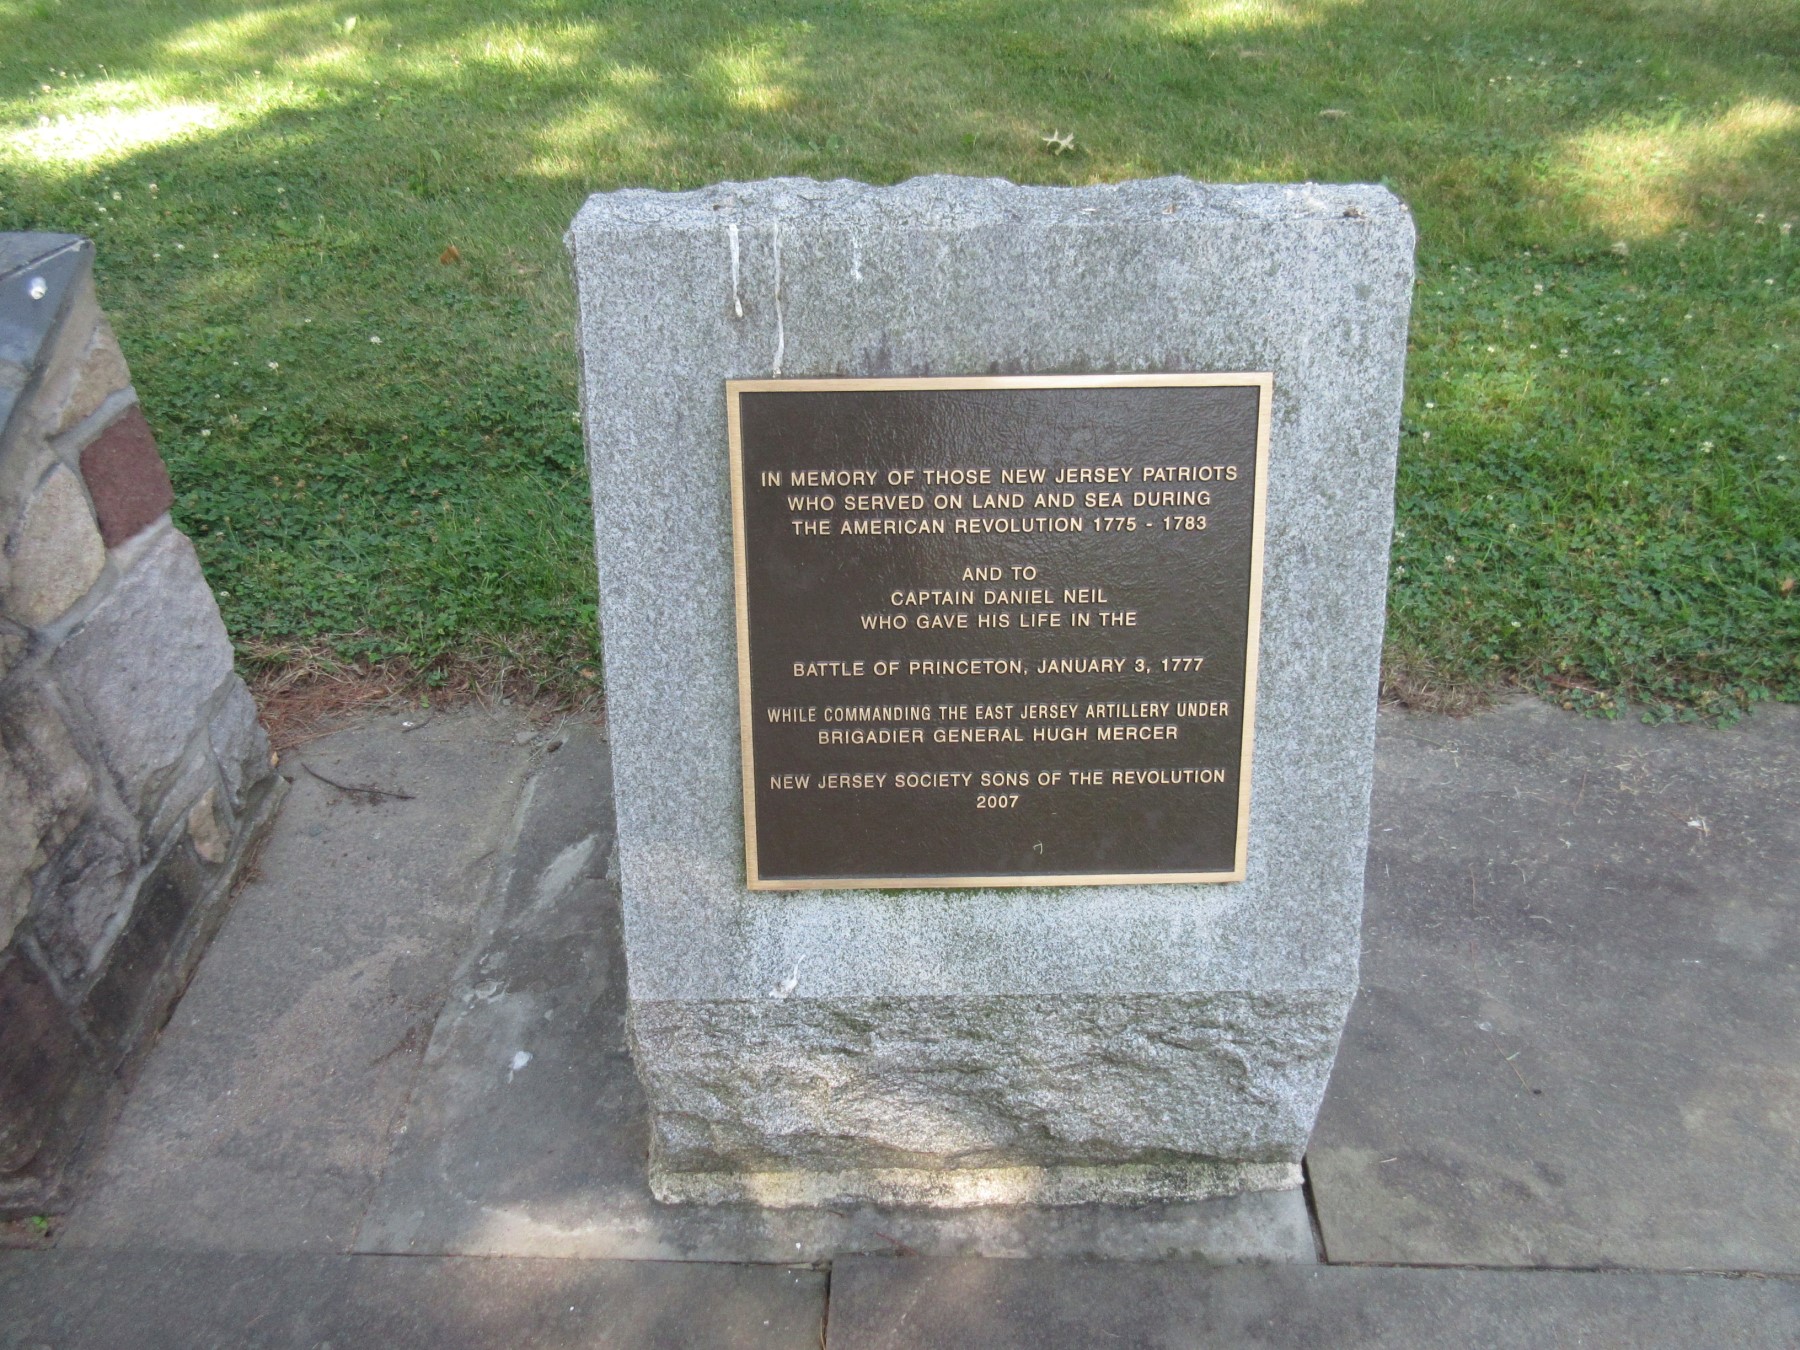 IN MEMORY OF THOSE NEW JERSEY PATRIOTS
WHO SERVED ON LAND AND SEA DURING
THE AMERICAN REVOLUTION 1775 - 1783
AND TO
CAPTAIN DANIEL NEIL
WHO GAVE HIS LIFE IN THE
BATTLE OF PRINCETON, JANUARY 3, 1777
WHILE COMMANDING THE EAST JERSEY ARTILLERY UNDER
BRIGADIER GENERAL HUGH MERCER
NEW JERSEY SOCIETY SONS OF THE REVOLUTION
2007